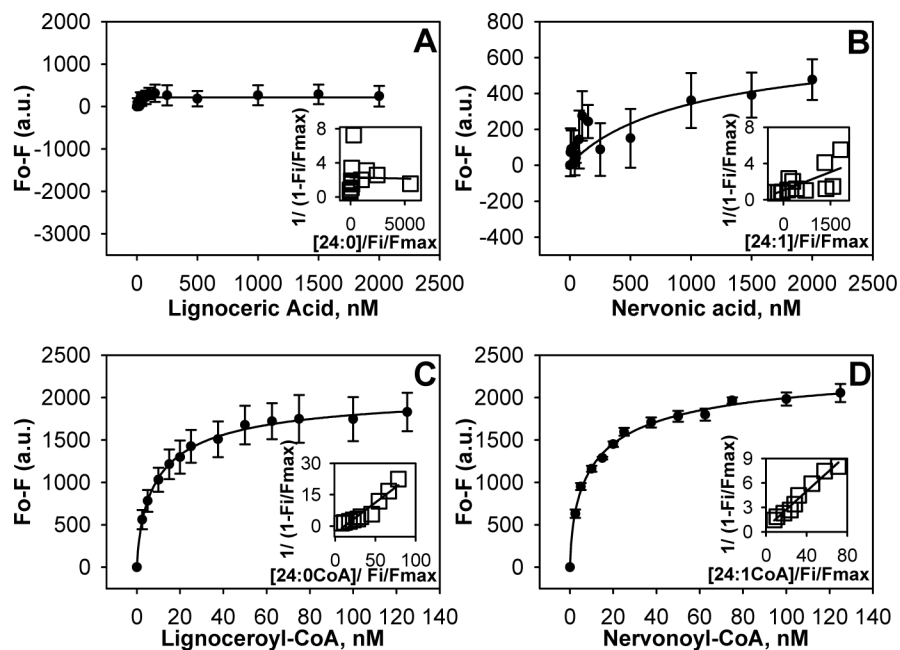 A
Fo-F (a.u.)
2000
1000
0
-1000
-2000
-3000
0 500 1000 1500 2000 2500
Lignoceric Acid, nM
1/ (1-Fi/Fmax)
8
4
0
0 5000
[24:0]/Fi/Fmax
B
Fo-F (a.u.)
800
600
400
200
0
-200
-400
0 500 1000 1500 2000 2500
Nervonic acid, nM
1/(1-Fi/Fmax)
6
4
2
0
0 1500
[24:1]/Fi/Fmax
C
Fo-F (a.u.)
2500
2000
1500
1000
500
0
0 20 40 60 80 100 120 140
Lignoceroyl-CoA, nM
1/ (1-Fi/Fmax)
30
15
0
0 50 100
[24:0CoA]/ Fi/Fmax
D
Fo-F (a.u.)
2500
2000
1500
1000
500
0
0 20 40 60 80 100 120 140
Nervonoyl-CoA, nM
1/ (1-Fi/Fmax)
9
6
3
0
0 40 80
[24:1CoA]/Fi/Fmax